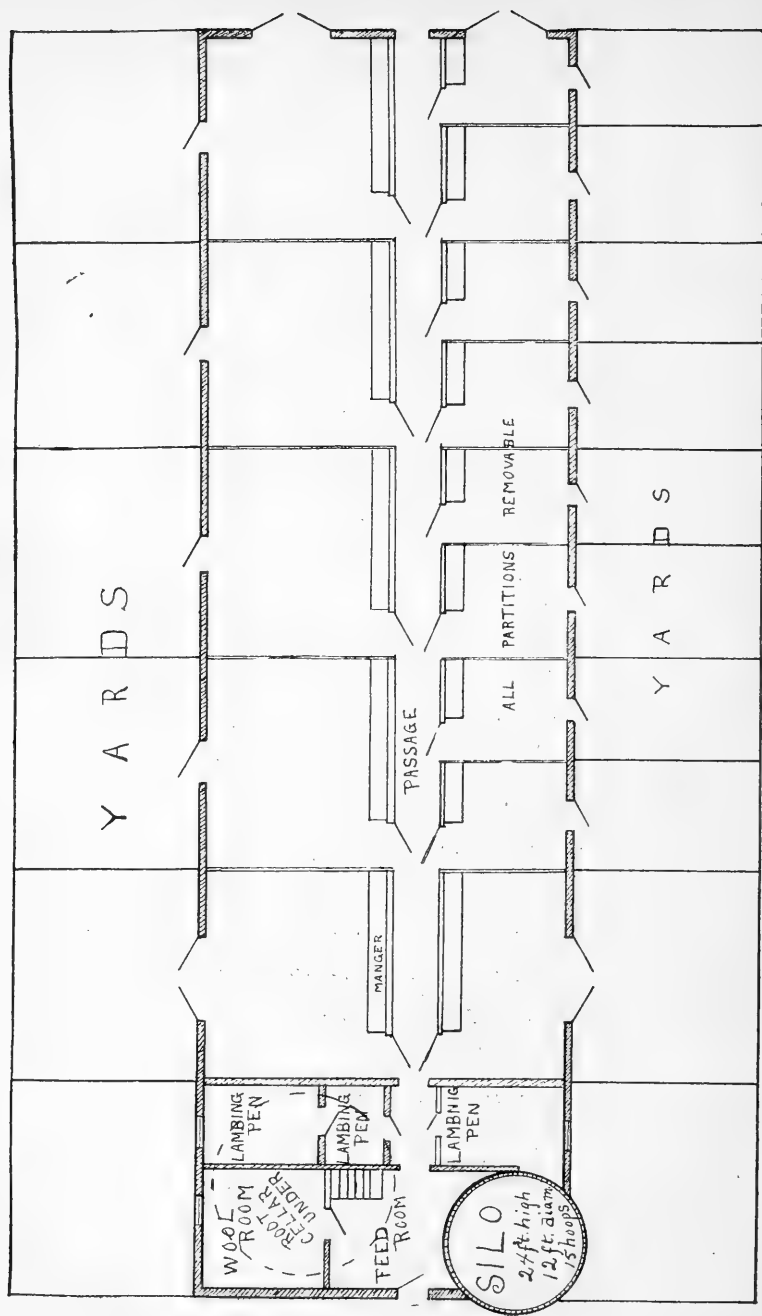 YARDS
YARDS
ALL PARTITIONS REMOVABLE
PASSAGE
MANGER
LAMBING
PEN
LAMBING
PEN
LAMBNIG
PEN
WOOL
ROOM
ROOT
CELLAR
UNDER
FEED
ROOM
SILO
24 ft. high
12 ft. diam
15 hoops